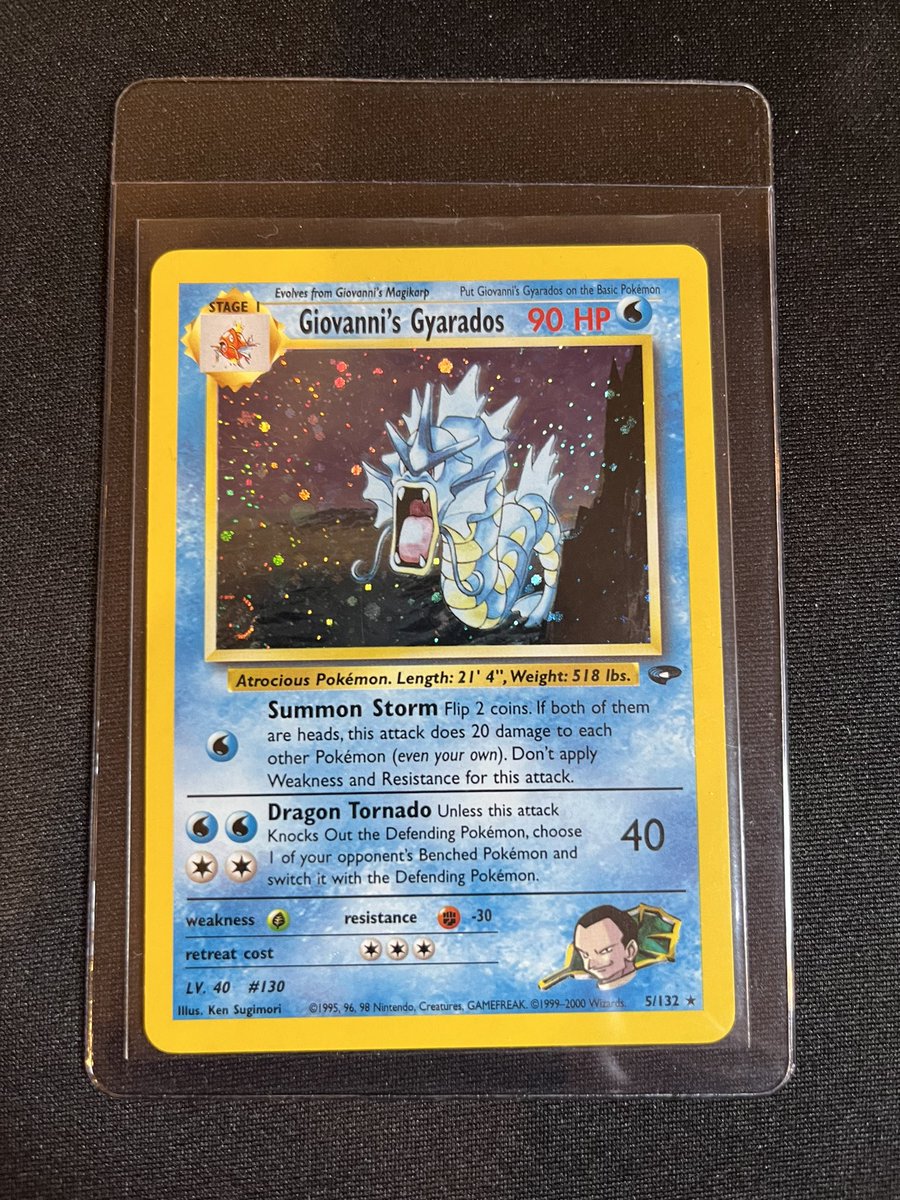 Evolves from Giovanni's Magikarp
Put Giovanni's Gyarados on the Basic Pokémon
STAGE 1
Giovanni's Gyarados
90 HP
Atrocious Pokémon. Length: 21' 4", Weight: 518 lbs.
Summon Storm Flip 2 coins. If both of them
are heads, this attack does 20 damage to each
other Pokémon (even your own). Don't apply
Weakness and Resistance for this attack.
Dragon Tornado Unless this attack
Knocks Out the Defending Pokémon, choose
1 of your opponent's Benched Pokémon and
switch it with the Defending Pokémon.
40
weakness
resistance
-30
retreat cost
LV. 40 #130
Illus. Ken Sugimori
©1995, 96, 98 Nintendo, Creatures, GAMEFREAK. ©1999-2000 Wizards.
5/132 ★